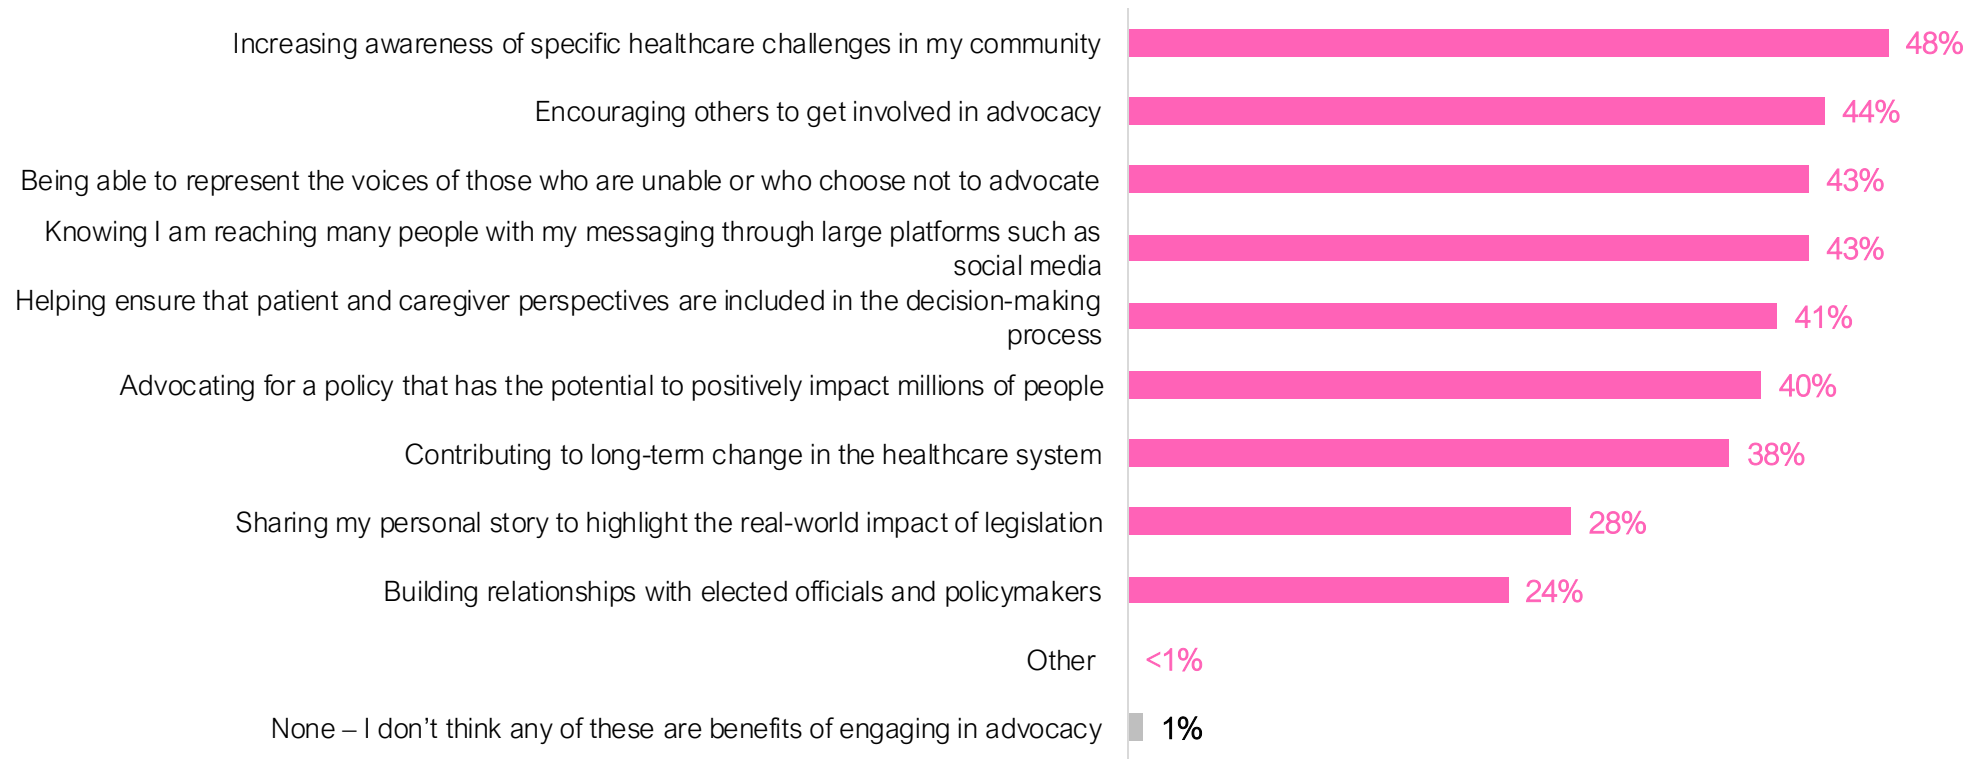 Increasing awareness of specific healthcare challenges in my community 48%
Encouraging others to get involved in advocacy 44%
Being able to represent the voices of those who are unable or who choose not to advocate 43%
Knowing I am reaching many people with my messaging through large platforms such as
social media 43%
Helping ensure that patient and caregiver perspectives are included in the decision-making
process 41%
Advocating for a policy that has the potential to positively impact millions of people 40%
Contributing to long-term change in the healthcare system 38%
Sharing my personal story to highlight the real-world impact of legislation 28%
Building relationships with elected officials and policymakers 24%
Other <1%
None – I don’t think any of these are benefits of engaging in advocacy 1%